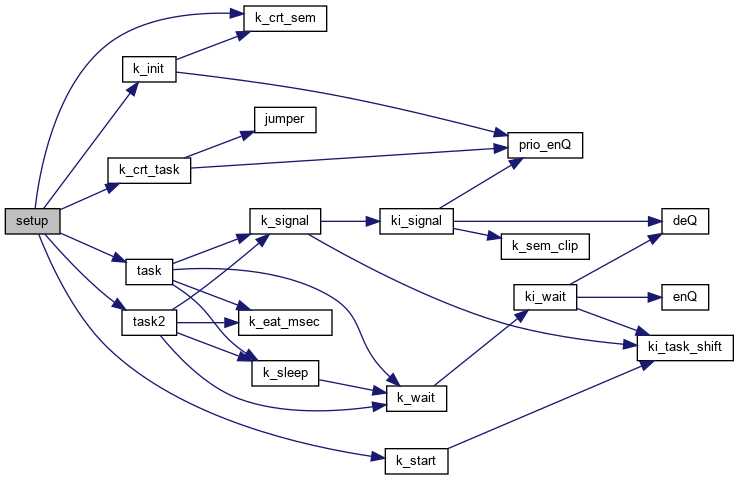 k_crt_sem
k_init
jumper
prio_enQ
k_crt_task
setup
k_signal
ki_signal
deQ
k_sem_clip
task
ki_wait
enQ
task2
k_eat_msec
ki_task_shift
k_sleep
k_wait
k_start